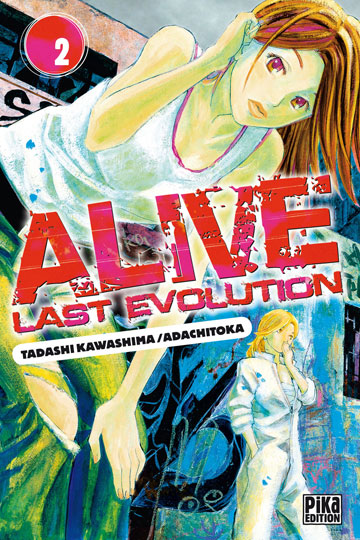 2
ALIVE
LAST EVOLUTION
TADASHI KAWASHIMA/ADACHITOKA
PIKA
EDITION